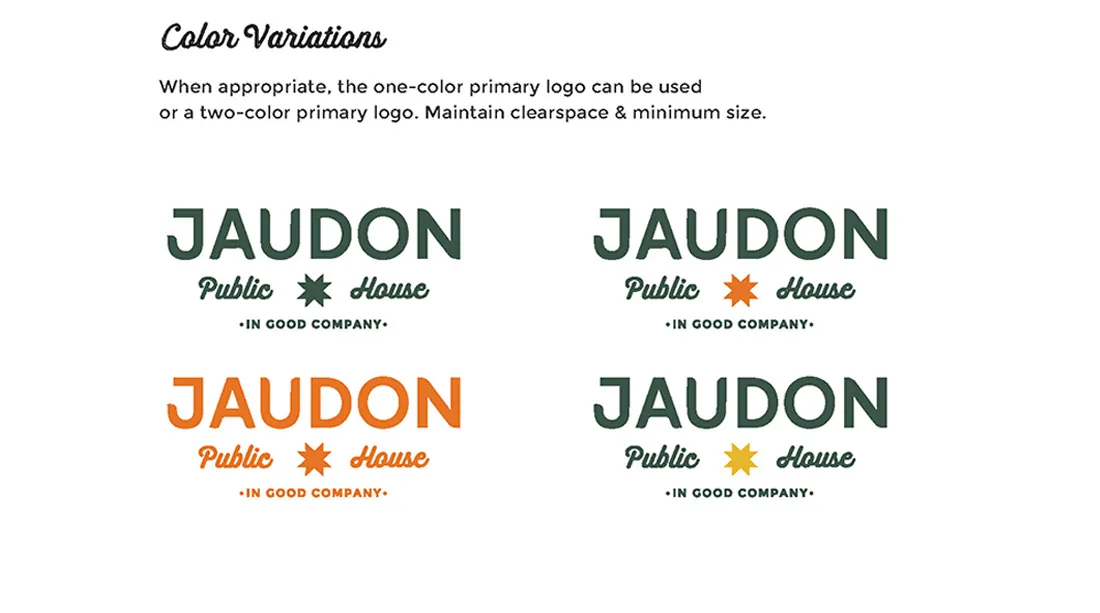 Color Variations
When appropriate, the one-color primary logo can be used
or a two-color primary logo. Maintain clearspace & minimum size.
JAUDON
Public House
•IN GOOD COMPANY•
JAUDON
Public House
•IN GOOD COMPANY•
JAUDON
Public House
•IN GOOD COMPANY•
JAUDON
Public House
•IN GOOD COMPANY•